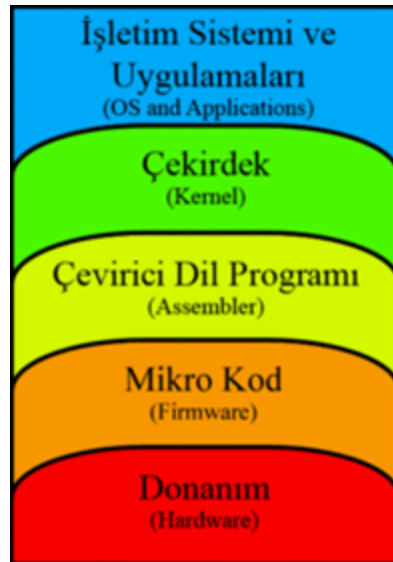 İşletim Sistemi ve
Uygulamaları
(OS and Applications)
Çekirdek
(Kernel)
Çevirici Dil Programı
(Assembler)
Mikro Kod
(Firmware)
Donanım
(Hardware)